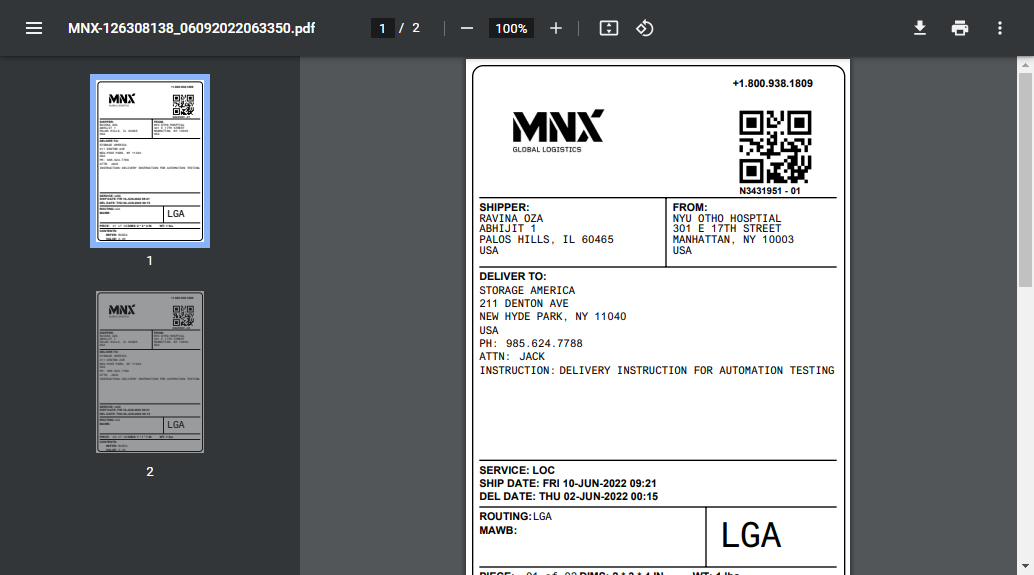 MNX-126308138_06092022063350.pdf
1 / 2
100%
1
2
+1.800.938.1809
MNX
GLOBAL LOGISTICS
N3431951 - 01
SHIPPER:
RAVINA OZA
ABHIJIT 1
PALOS HILLS, IL 60465
USA
FROM:
NYU OTHO HOSPTIAL
301 E 17TH STREET
MANHATTAN, NY 10003
USA
DELIVER TO:
STORAGE AMERICA
211 DENTON AVE
NEW HYDE PARK, NY 11040
USA
PH: 985.624.7788
ATTN: JACK
INSTRUCTION: DELIVERY INSTRUCTION FOR AUTOMATION TESTING
SERVICE: LOC
SHIP DATE: FRI 10-JUN-2022 09:21
DEL DATE: THU 02-JUN-2022 00:15
ROUTING: LGA
MAWB:
LGA